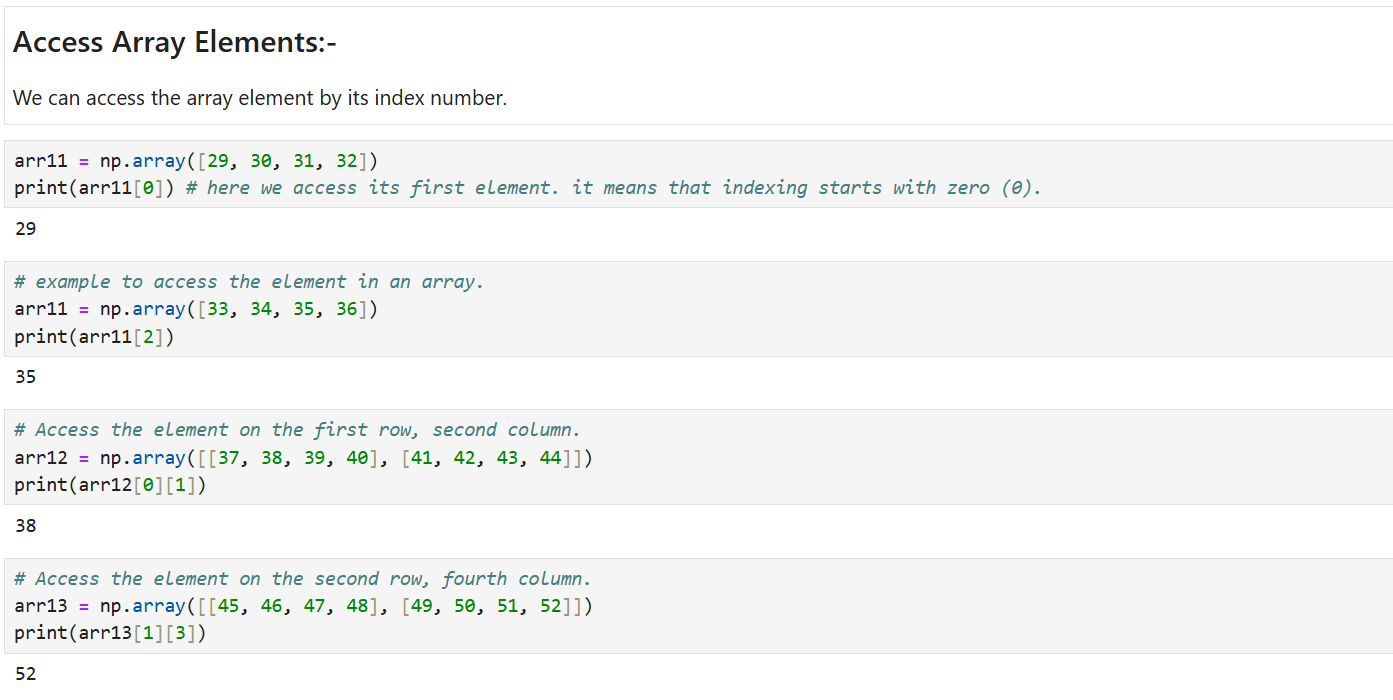 Access Array Elements:-
We can access the array element by its index number.
arr11 = np.array([29, 30, 31, 32])
print(arr11[0]) # here we access its first element. it means that indexing starts with zero (0).
29
# example to access the element in an array.
arr11 = np.array([33, 34, 35, 36])
print(arr11[2])
35
# Access the element on the first row, second column.
arr12 = np.array([[37, 38, 39, 40], [41, 42, 43, 44]])
print(arr12[0][1])
38
# Access the element on the second row, fourth column.
arr13 = np.array([[45, 46, 47, 48], [49, 50, 51, 52]])
print(arr13[1][3])
52